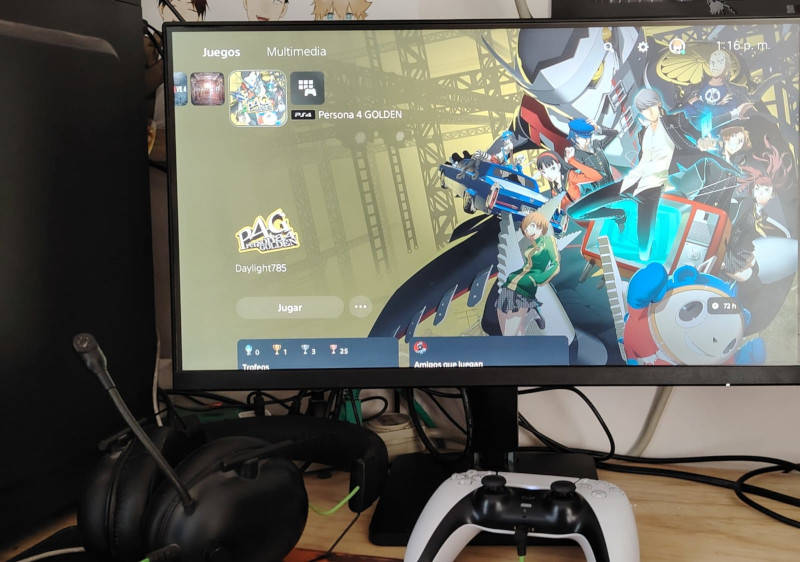 Juegos Multimedia
1:16 p. m.
PS4 Persona 4 GOLDEN
P4G
Persona4
GOLDEN
Daylight785
Jugar
72 h
0 1 3 25
Trofeos
Amigos que juegan